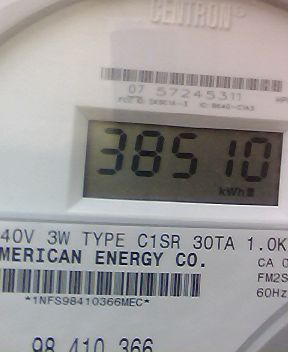 CENTRON®
07 57245311
38510
kWh
40V 3W TYPE C1SR 30TA 1.0K
MERICAN ENERGY CO.
CA 0
FM2S
*1NFS98410366MEC*
60Hz
98 410 366